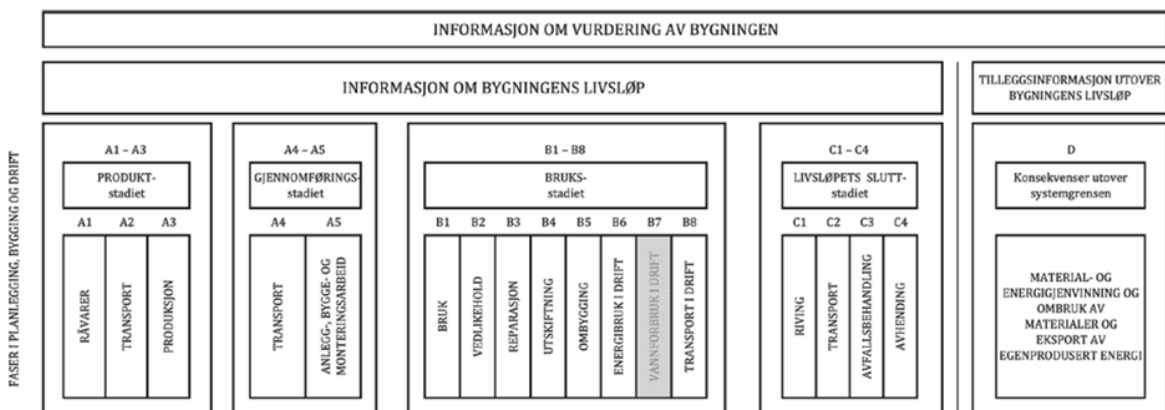 INFORMASJON OM VURDERING AV BYGNINGEN
INFORMASJON OM BYGNINGENS LIVSLØP
TILLEGGSINFORMASJON UTOVER
BYGNINGENS LIVSLØP
FASER I PLANLEGGING, BYGGING OG DRIFT
A1 – A3
PRODUKT-
stadiet
A1
A2
A3
RÅVARER
TRANSPORT
PRODUKSJON
A4 – A5
GJENNOMFØRINGS-
stadiet
A4
A5
TRANSPORT
ANLEGG-, BYGGE- OG
MONTERINGSARBEID
B1 – B8
BRUKS-
stadiet
B1
B2
B3
B4
B5
B6
B7
B8
BRUK
VEDLIKEHOLD
REPARASJON
UTSKIFTNING
OMBYGGING
ENERGIBRUK I DRIFT
VANNFORBRUK I DRIFT
TRANSPORT I DRIFT
C1 – C4
LIVSLØPETS SLUTT-
stadiet
C1
C2
C3
C4
RIVING
TRANSPORT
AVFALLSBEHANDLING
AVHENDING
D
Konsekvenser utover
systemgrensen
MATERIAL- OG
ENERGIGJENVINNING OG
OMBRUK AV
MATERIALER OG
EKSPORT AV
EGENPRODUSERT ENERGI